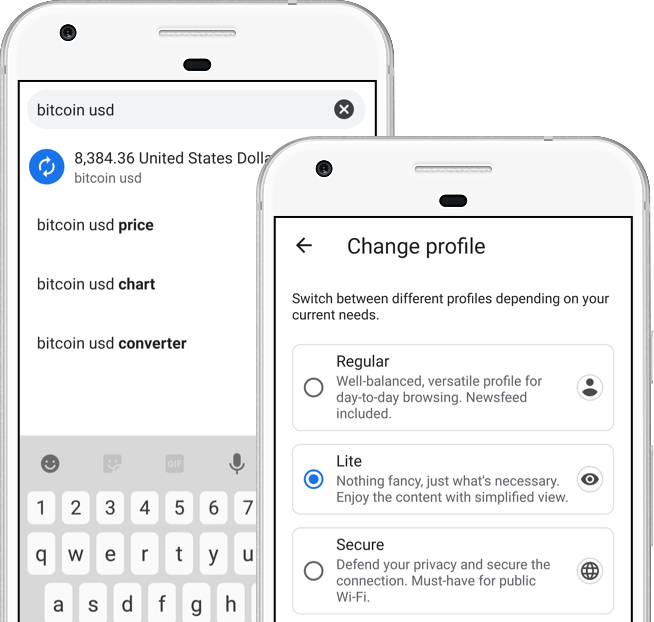 bitcoin usd
8,384.36 United States Dolla
bitcoin usd
bitcoin usd price
bitcoin usd chart
bitcoin usd converter
GIF
1 2 3 4 5 6 7
q w e r t y u
a s d f g h
Change profile
Switch between different profiles depending on your
current needs.
Regular
Well-balanced, versatile profile for
day-to-day browsing. Newsfeed
included.
Lite
Nothing fancy, just what's necessary.
Enjoy the content with simplified view.
Secure
Defend your privacy and secure the
connection. Must-have for public
Wi-Fi.